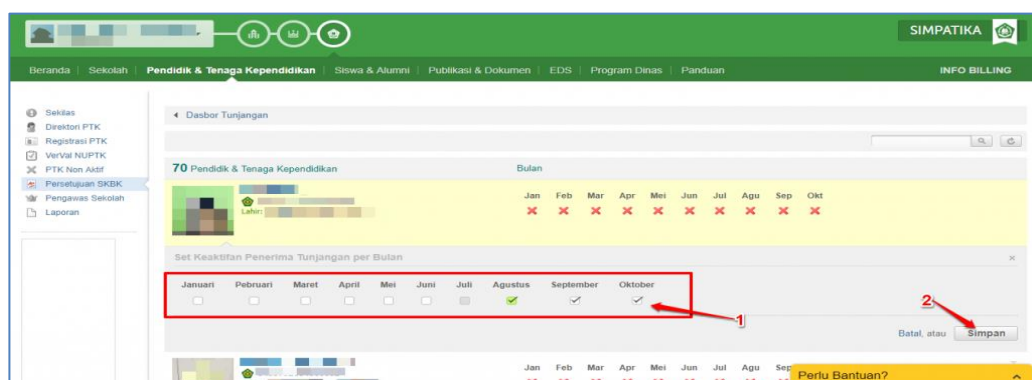 SIMPATIKA
Beranda | Sekolah | Pendidik & Tenaga Kependidikan | Siswa & Alumni | Publikasi & Dokumen | EDS | Program Dinas | Panduan
INFO BILLING
Sekilas
Direktori PTK
Registrasi PTK
VerVal NUPTK
PTK Non Aktif
Persetujuan SKBK
Pengawas Sekolah
Laporan
Dasbor Tunjangan
70 Pendidik & Tenaga Kependidikan Bulan
Jan Feb Mar Apr Mei Jun Jul Agu Sep Okt
Lahir:
Set Keaktifan Penerima Tunjangan per Bulan
Januari Pebruari Maret April Mei Juni Juli Agustus September Oktober
1
2
Batal, atau Simpan
Jan Feb Mar Apr Mei Jun Jul Agu Sep
Perlu Bantuan?